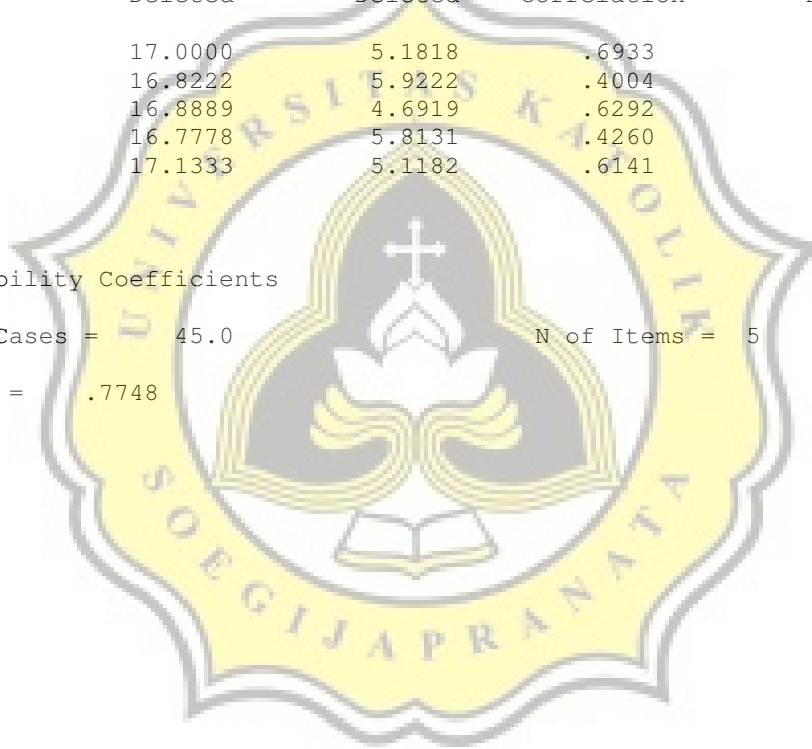 Deleted Deleted Correlation
17.0000 5.1818 .6933
16.8222 5.9222 .4004
16.8889 4.6919 .6292
16.7778 5.8131 .4260
17.1333 5.1182 .6141
bility Coefficients
Cases = 45.0 N of Items = 5
= .7748
UNIVERSITAS KATOLIK
SOEGIJAPRANATA